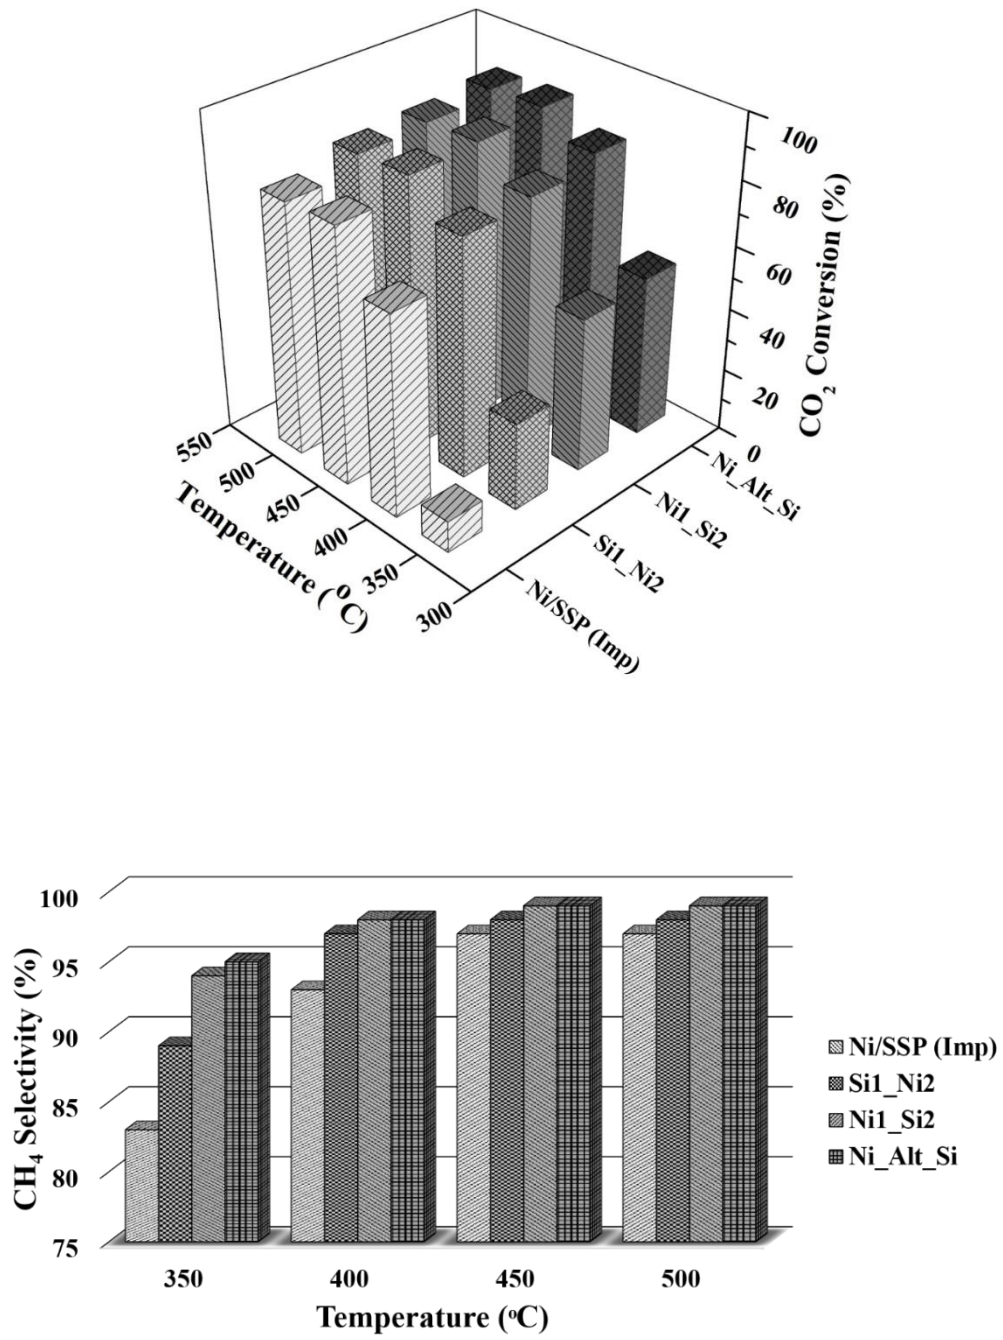 100
80
60
40
20
0
CO2 Conversion (%)
550
500
450
400
350
300
Temperature (°C)
Ni_Alt_Si
Ni1_Si2
Si1_Ni2
Ni/SSP (Imp)
100
95
90
85
80
75
CH4 Selectivity (%)
350 400 450 500
Temperature (°C)
Ni/SSP (Imp)
Si1_Ni2
Ni1_Si2
Ni_Alt_Si